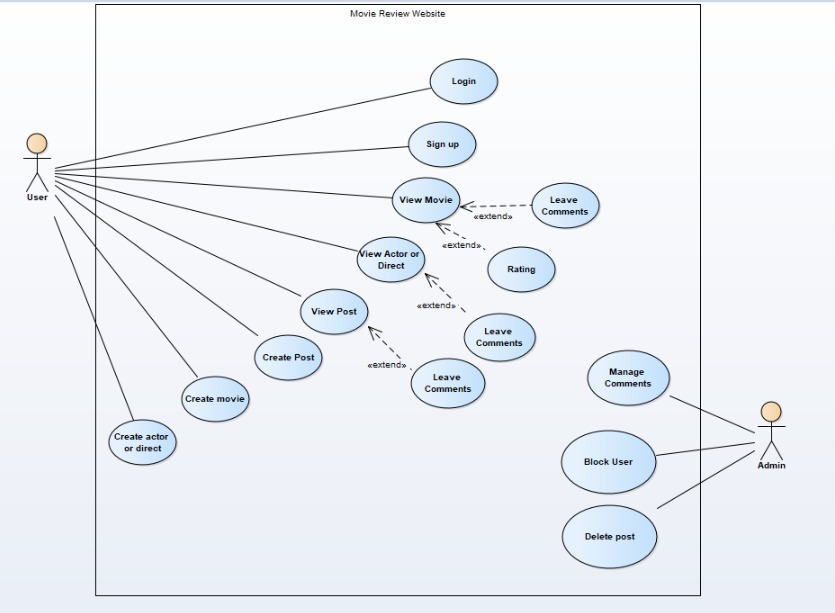 Movie Review Website
Login
Sign up
User
View Movie
Leave
Comments
«extend»
«extend»
View Actor or
Direct
Rating
«extend»
View Post
Leave
Comments
Create Post
«extend»
Leave
Comments
Manage
Comments
Create movie
Create actor
or direct
Block User
Admin
Delete post